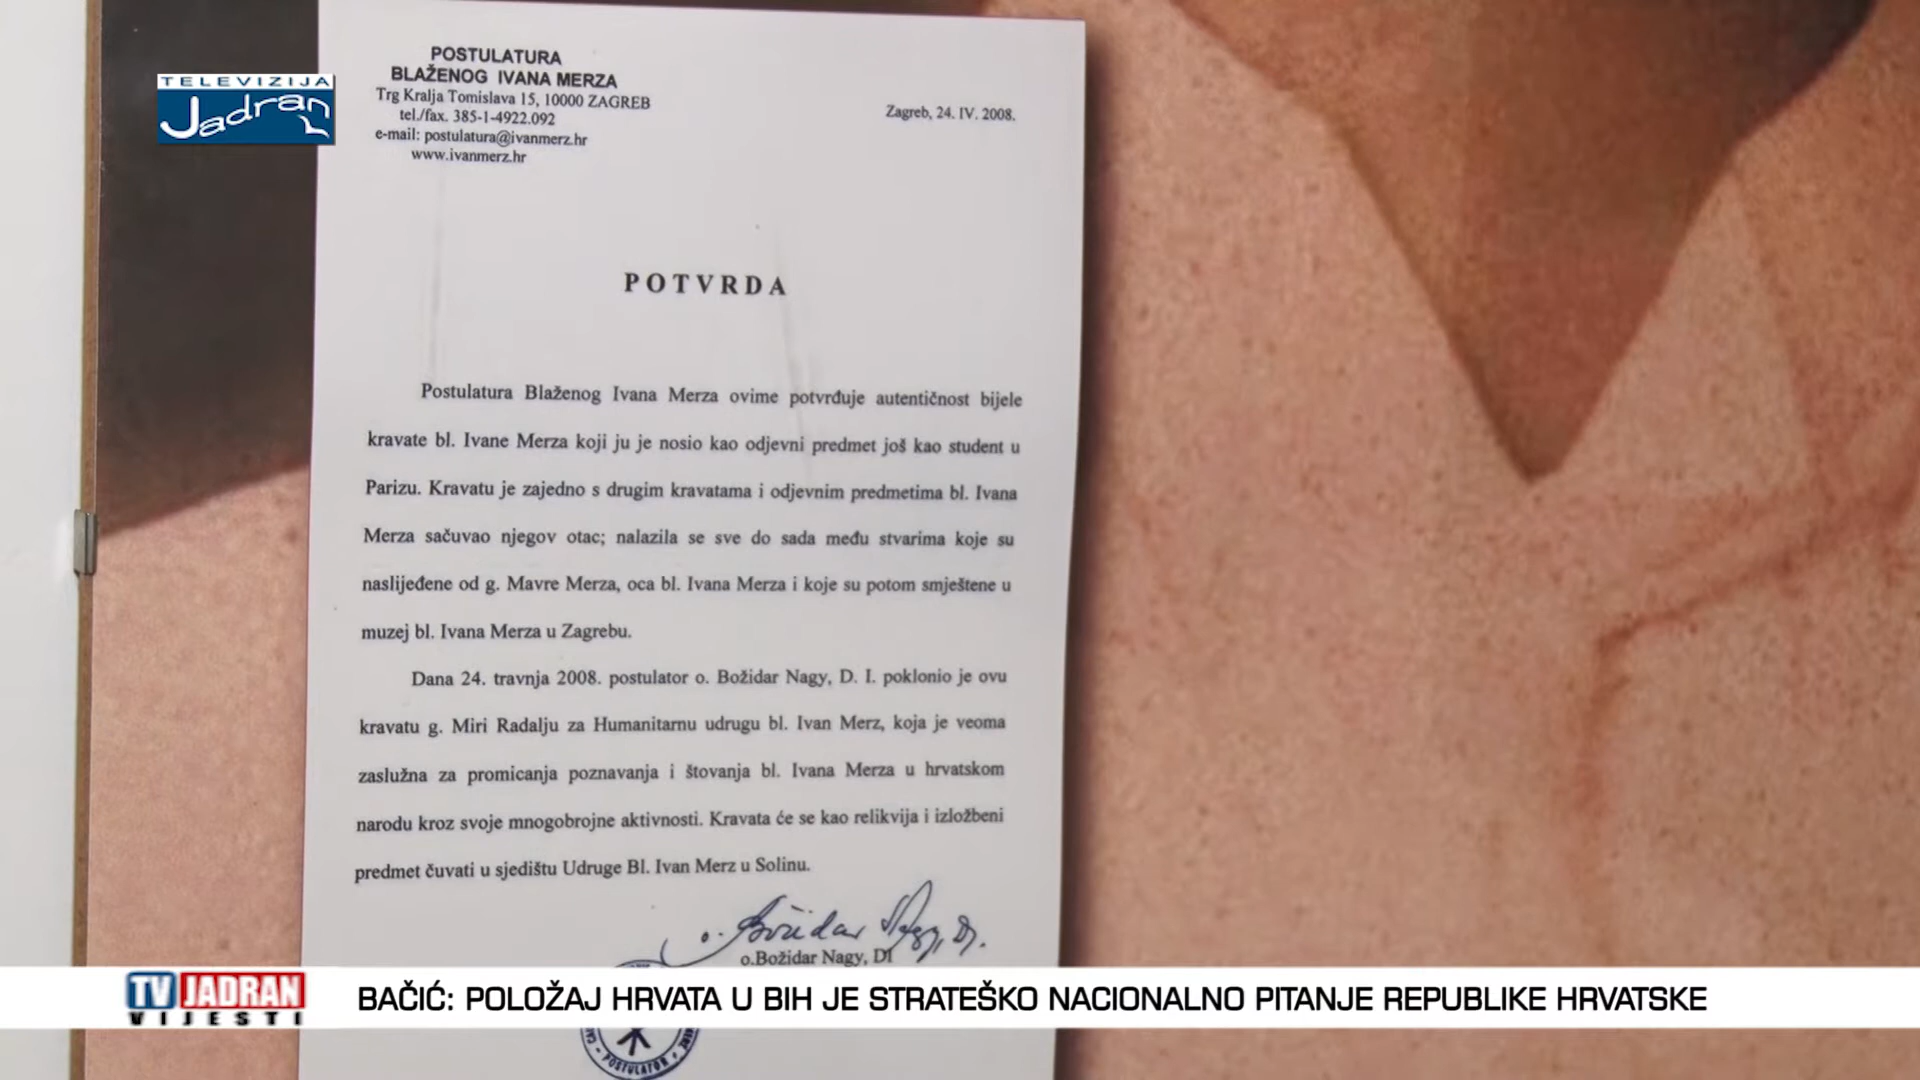 TELEVIZIJA
Jadran
POSTULATURA
BLAŽENOG IVANA MERZA
Trg Kralja Tomislava 15, 10000 ZAGREB
tel./fax. 385-1-4922.092
e-mail: postulatura@ivanmerz.hr
www.ivanmerz.hr
Zagreb, 24. IV. 2008.
POTVRDA
Postulatura Blaženog Ivana Merza ovime potvrđuje autentičnost bijele
kravate bl. Ivane Merza koji ju je nosio kao odjevni predmet još kao student u
Parizu. Kravatu je zajedno s drugim kravatama i odjevnim predmetima bl. Ivana
Merza sačuvao njegov otac; nalazila se sve do sada među stvarima koje su
naslijeđene od g. Mavre Merza, oca bl. Ivana Merza i koje su potom smještene u
muzej bl. Ivana Merza u Zagrebu.
Dana 24. travnja 2008. postulator o. Božidar Nagy, D. I. poklonio je ovu
kravatu g. Miri Radalju za Humanitarnu udrugu bl. Ivan Merz, koja je veoma
zaslužna za promicanja poznavanja i štovanja bl. Ivana Merza u hrvatskom
narodu kroz svoje mnogobrojne aktivnosti. Kravata će se kao relikvija i izložbeni
predmet čuvati u sjedištu Udruge Bl. Ivan Merz u Solinu.
o. Božidar Nagy, DI.
o.Božidar Nagy, DI
POSTULATOR
TV JADRAN
VIJESTI
BAČIĆ: POLOŽAJ HRVATA U BIH JE STRATEŠKO NACIONALNO PITANJE REPUBLIKE HRVATSKE